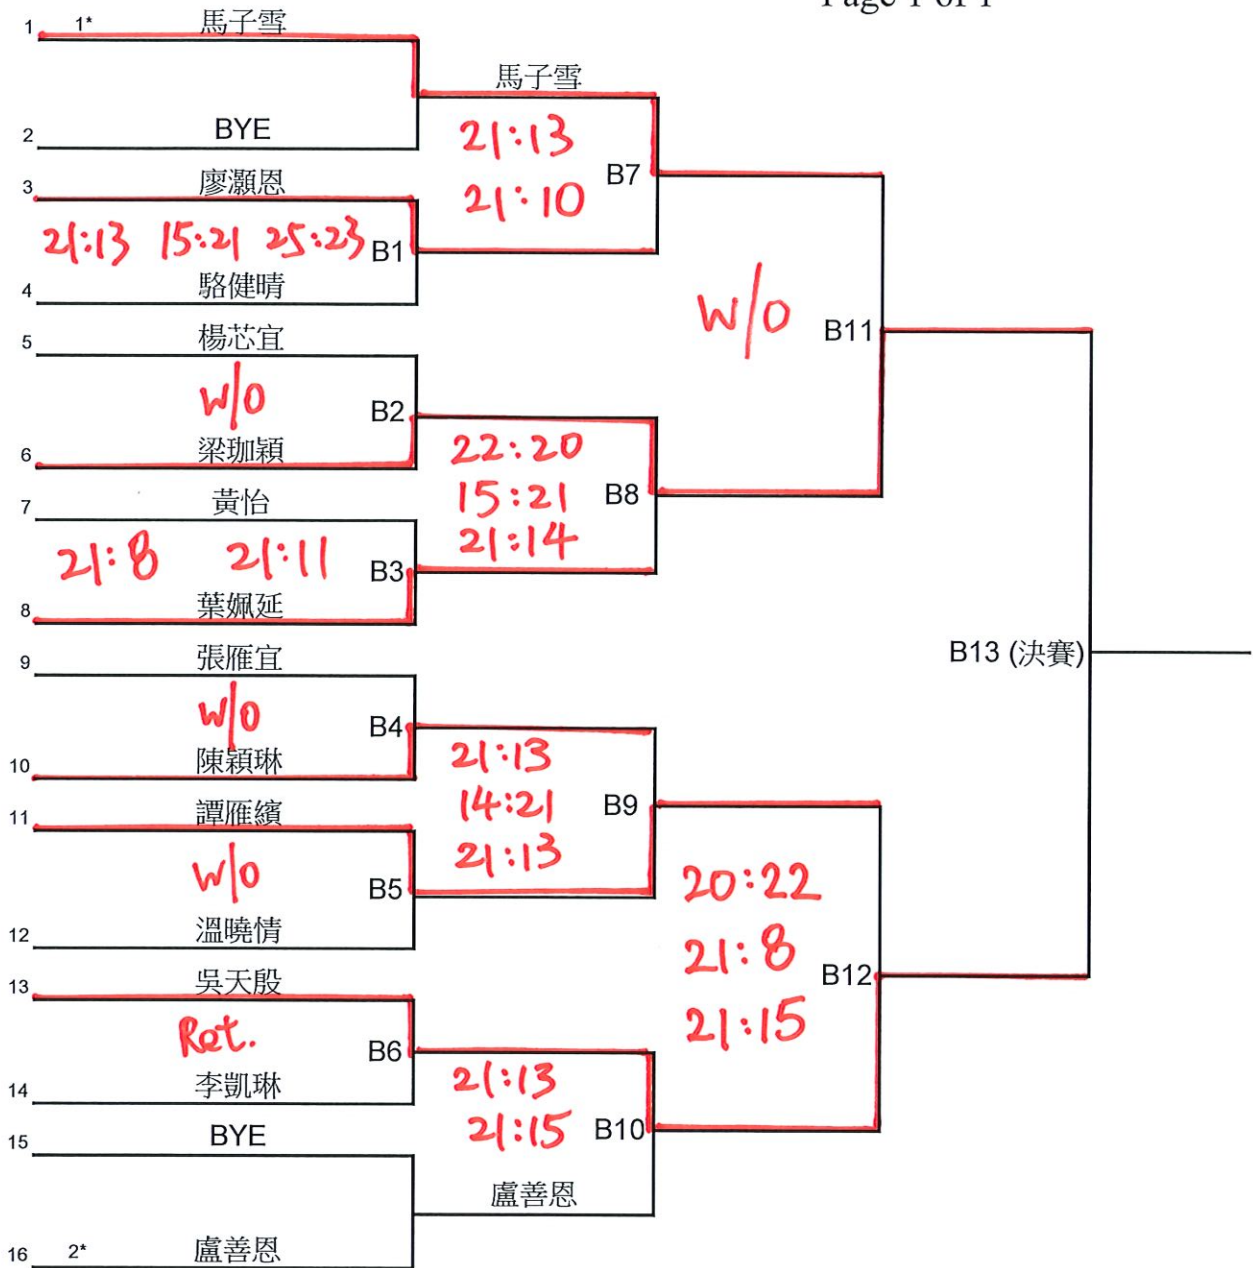 Page 1 of 1
1 1* 馬子雪
馬子雪
2 BYE
21:13
B7
3 廖灝恩
21:10
21:13 15:21 25:23 B1
4 駱健晴
W/O
B11
5 楊芯宜
W/O
B2
6 梁珈穎
22:20
7 黃怡
15:21
B8
21:8 21:11 B3
21:14
8 葉姵延
B13 (決賽)
9 張雁宜
W/O
B4
10 陳穎琳
21:13
14:21
B9
11 譚雁繽
21:13
W/O
B5
20:22
12 溫曉情
21:8
B12
13 吳天殷
21:15
Ret.
B6
14 李凱琳
21:13
21:15 B10
15 BYE
盧善恩
16 2* 盧善恩